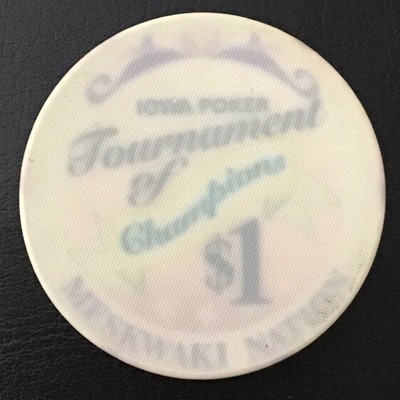 IOWA POKER
Tournament
of
Champions
$1
MESKWAKI NATION